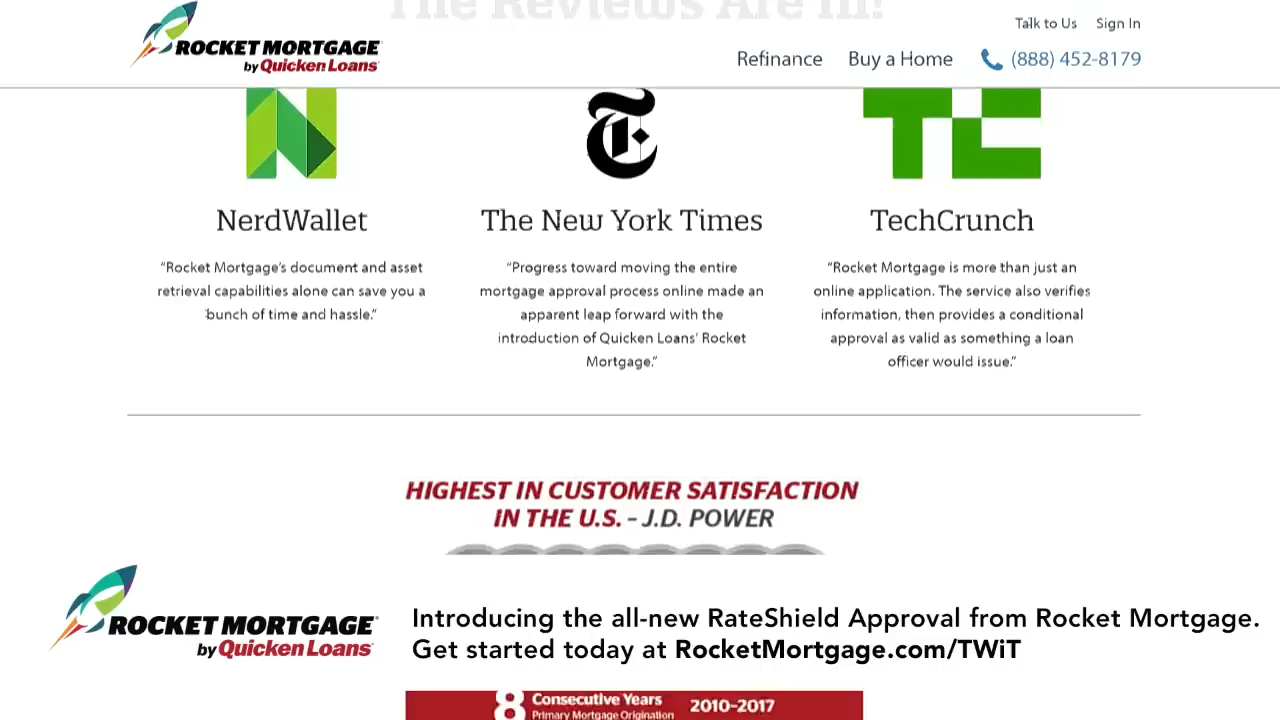 The Reviews Are In!
Talk to Us Sign In
ROCKET MORTGAGE
by Quicken Loans
Refinance Buy a Home (888) 452-8179
NerdWallet
“Rocket Mortgage’s document and asset
retrieval capabilities alone can save you a
bunch of time and hassle.”
The New York Times
“Progress toward moving the entire
mortgage approval process online made an
apparent leap forward with the
introduction of Quicken Loans’ Rocket
Mortgage.”
TechCrunch
“Rocket Mortgage is more than just an
online application. The service also verifies
information, then provides a conditional
approval as valid as something a loan
officer would issue.”
HIGHEST IN CUSTOMER SATISFACTION
IN THE U.S. – J.D. POWER
ROCKET MORTGAGE
by Quicken Loans
Introducing the all-new RateShield Approval from Rocket Mortgage.
Get started today at RocketMortgage.com/TWiT
8 Consecutive Years 2010-2017
Primary Mortgage Origination